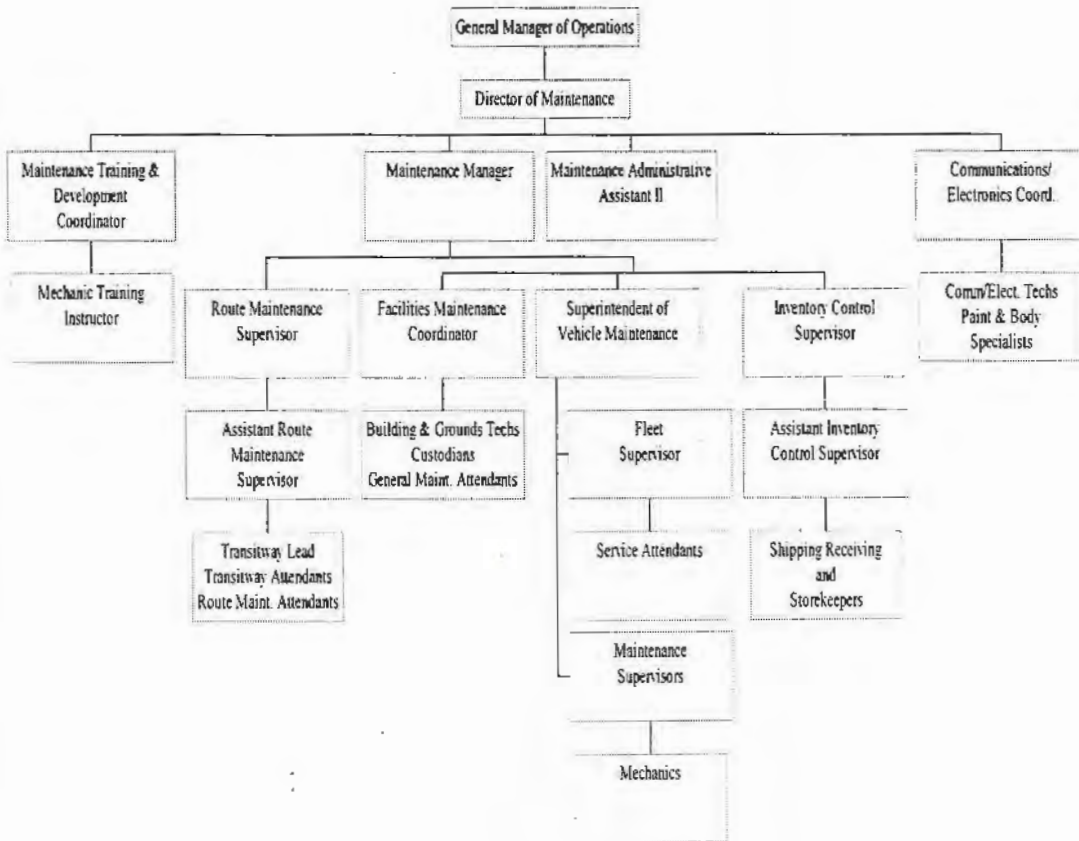 General Manager of Operations
Director of Maintenance
Maintenance Training &
Development
Coordinator
Maintenance Manager
Maintenance Administrative
Assistant II
Communications/
Electronics Coord.
Mechanic Training
Instructor
Route Maintenance
Supervisor
Facilities Maintenance
Coordinator
Superintendent of
Vehicle Maintenance
Inventory Control
Supervisor
Comm/Elect. Techs
Paint & Body
Specialists
Assistant Route
Maintenance
Supervisor
Building & Grounds Techs
Custodians
General Maint. Attendants
Fleet
Supervisor
Assistant Inventory
Control Supervisor
Transitway Lead
Transitway Attendants
Route Maint. Attendants
Service Attendants
Shipping Receiving
and
Storekeepers
Maintenance
Supervisors
Mechanics